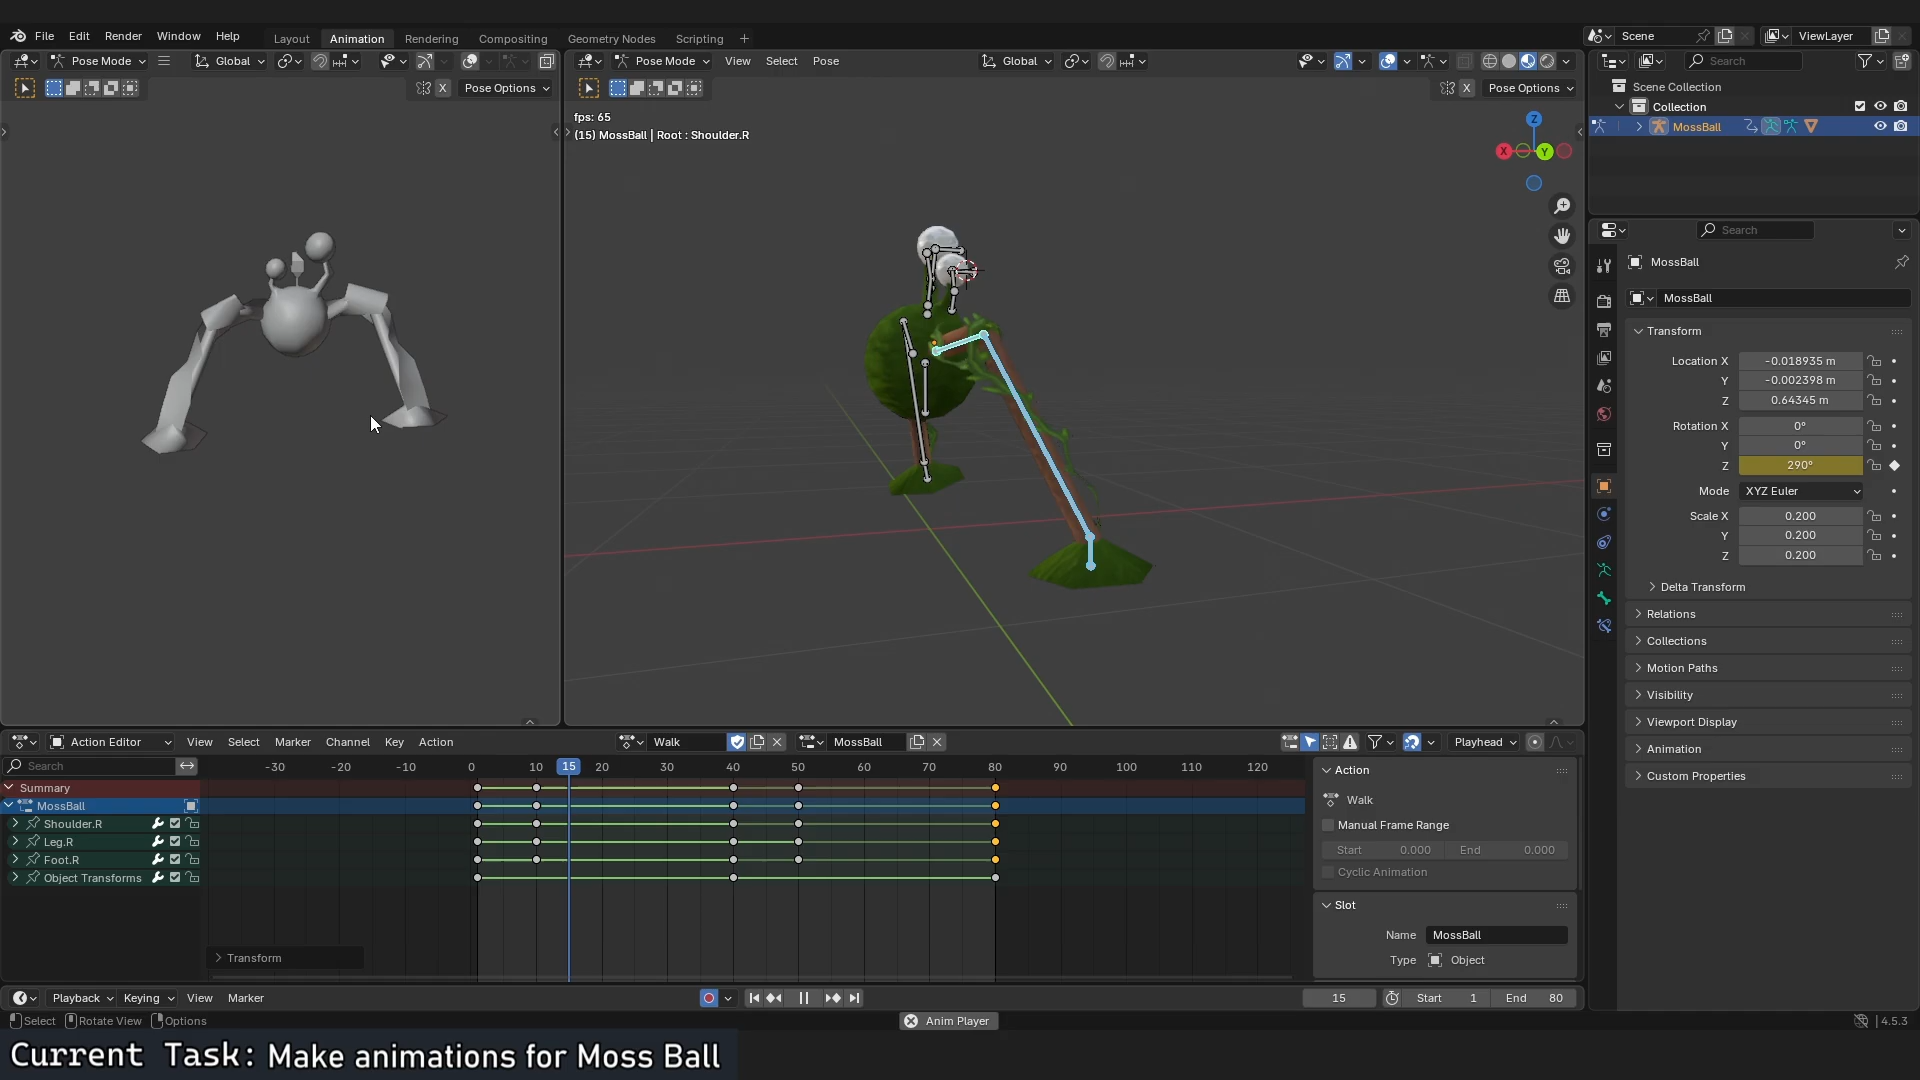 File Edit Render Window Help Layout Animation Rendering Compositing Geometry Nodes Scripting + Scene ViewLayer
Pose Mode Global Pose Mode View Select Pose Global Search
X Pose Options X Pose Options Scene Collection
Collection
MossBall
fps: 65
(15) MossBall | Root : Shoulder.R
Z
X Y
Search
MossBall
MossBall
Transform
Location X -0.018935 m
Y -0.002398 m
Z 0.64345 m
Rotation X 0°
Y 0°
Z 290°
Mode XYZ Euler
Scale X 0.200
Y 0.200
Z 0.200
Delta Transform
Relations
Collections
Motion Paths
Visibility
Viewport Display
Animation
Custom Properties
Action Editor View Select Marker Channel Key Action Walk MossBall Playhead
Search -30 -20 -10 0 10 15 20 30 40 50 60 70 80 90 100 110 120
Summary
MossBall
Shoulder.R
Leg.R
Foot.R
Object Transforms
Transform
Action
Walk
Manual Frame Range
Start 0.000 End 0.000
Cyclic Animation
Slot
Name MossBall
Type Object
Playback Keying View Marker 15 Start 1 End 80
Select Rotate View Options Anim Player 4.5.3
Current Task: Make animations for Moss Ball